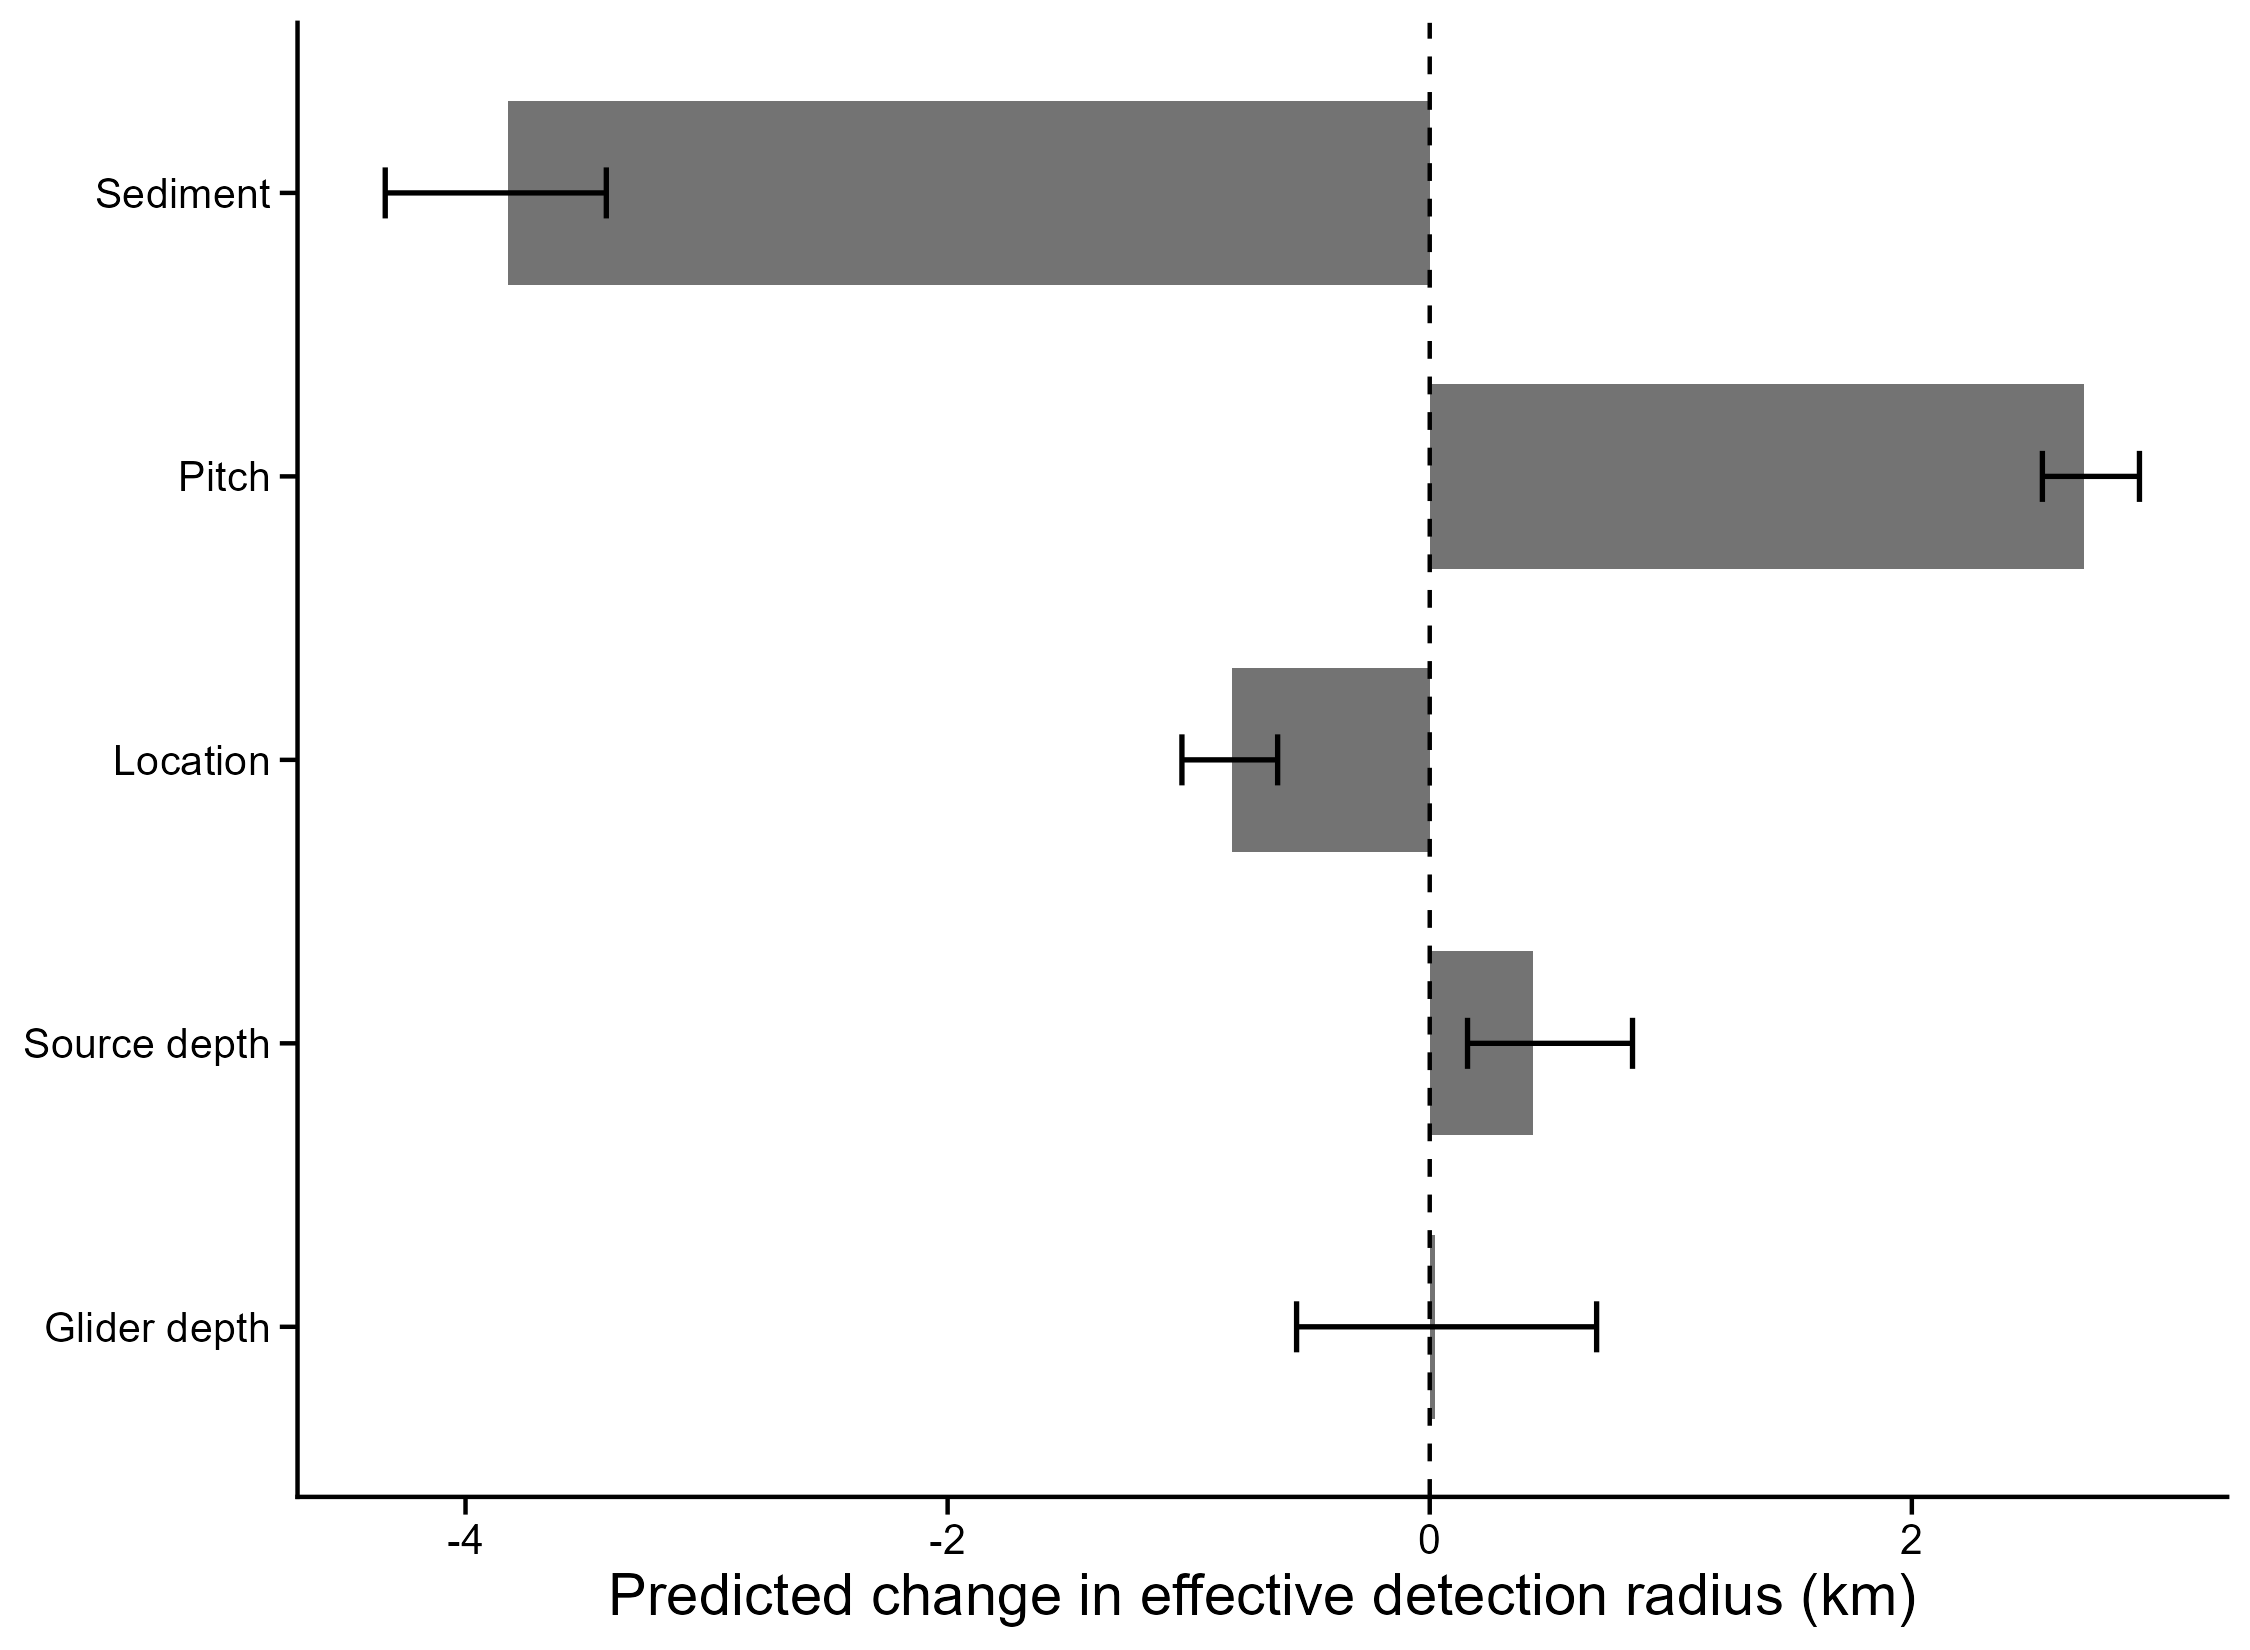 Sediment
Pitch
Location
Source depth
Glider depth
-4 -2 0 2
Predicted change in effective detection radius (km)